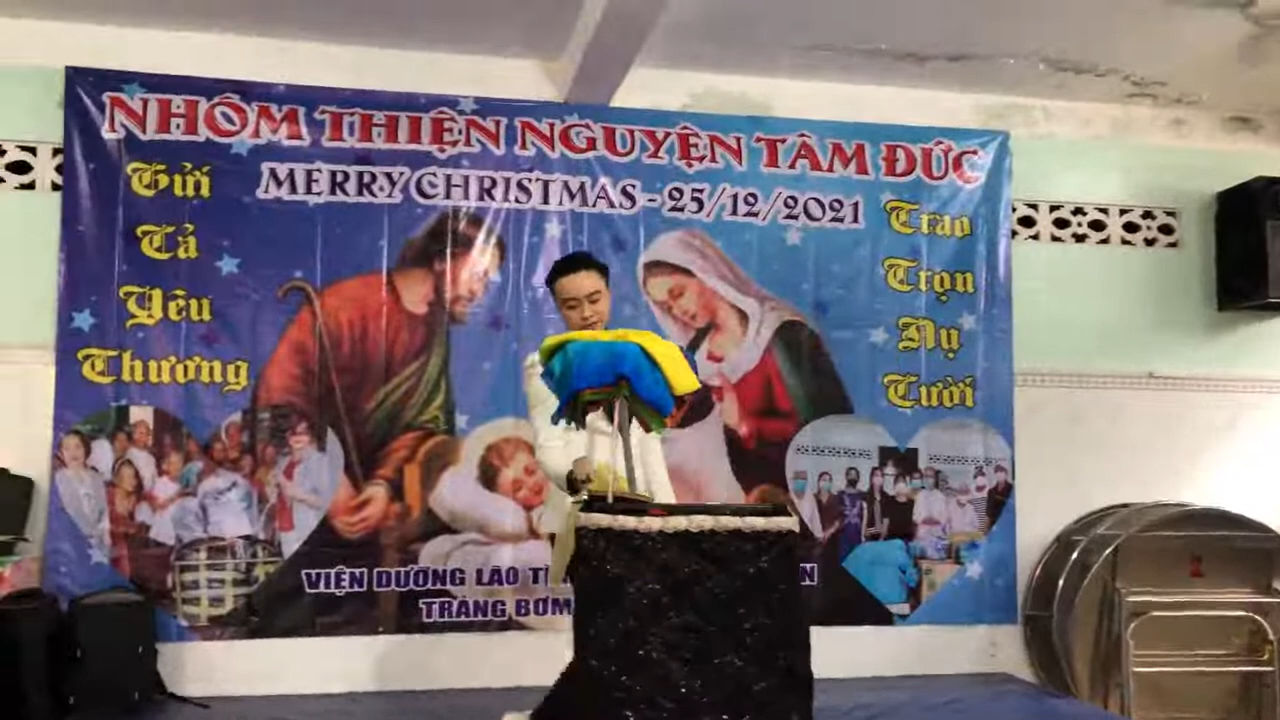 NHÓM THIỆN NGUYỆN TÂM ĐỨC
MERRY CHRISTMAS - 25/12/2021
Gửi
Cả
Yêu
Thương
Trao
Trọn
Nụ
Cười
VIỆN DƯỠNG LÃO
TRẢNG BOM